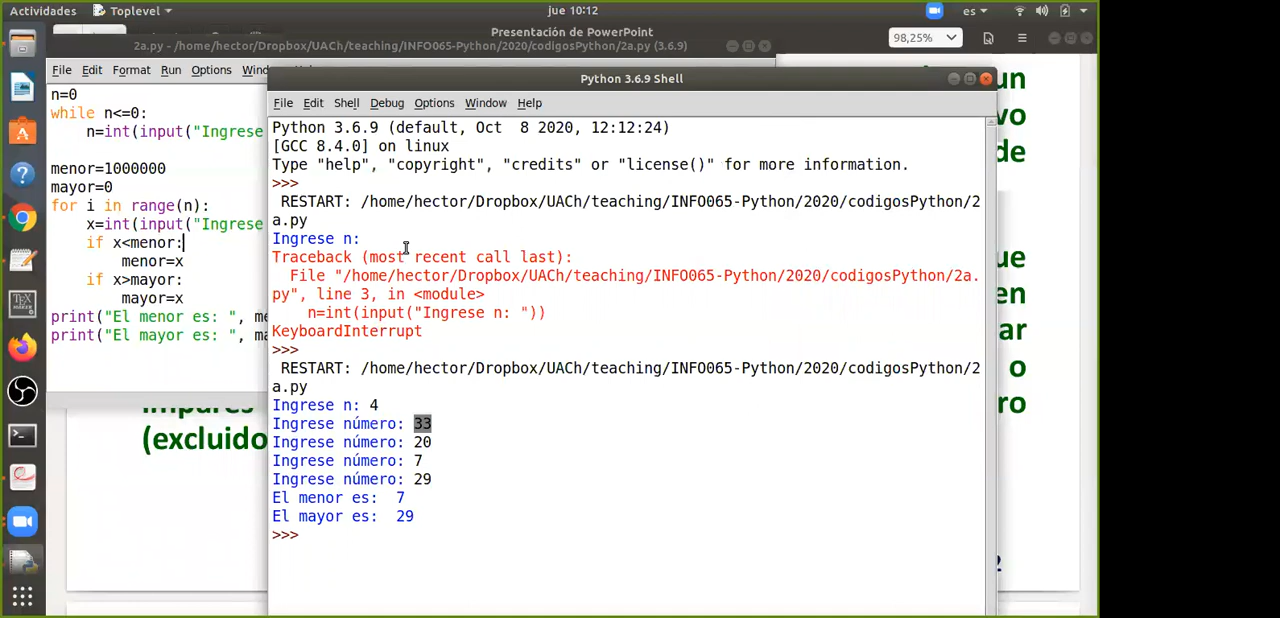 Actividades
Toplevel
jue 10:12
es
Presentación de PowerPoint
98,25%
2a.py - /home/hector/Dropbox/UACh/teaching/INFO065-Python/2020/codigosPython/2a.py (3.6.9)
File Edit Format Run Options
n=0
while n<=0:
n=int(input("Ingrese
menor=1000000
mayor=0
for i in range(n):
x=int(input("Ingrese
if x<menor:
menor=x
if x>mayor:
mayor=x
print("El menor es: ", me
print("El mayor es: ", ma
Python 3.6.9 Shell
File Edit Shell Debug Options Window Help
Python 3.6.9 (default, Oct  8 2020, 12:12:24)
[GCC 8.4.0] on linux
Type "help", "copyright", "credits" or "license()" for more information.
>>>
RESTART: /home/hector/Dropbox/UACh/teaching/INFO065-Python/2020/codigosPython/2
a.py
Ingrese n:
Traceback (most recent call last):
File "/home/hector/Dropbox/UACh/teaching/INFO065-Python/2020/codigosPython/2a.
py", line 3, in <module>
n=int(input("Ingrese n: "))
KeyboardInterrupt
>>>
RESTART: /home/hector/Dropbox/UACh/teaching/INFO065-Python/2020/codigosPython/2
a.py
Ingrese n: 4
Ingrese número: 33
Ingrese número: 20
Ingrese número: 7
Ingrese número: 29
El menor es:  7
El mayor es:  29
>>>
un
vo
de
ue
en
ar
o
ro
impares
(excluido